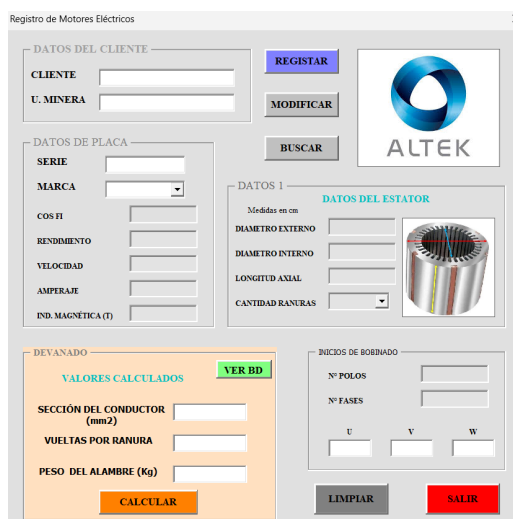 Registro de Motores Eléctricos
DATOS DEL CLIENTE
CLIENTE
U. MINERA
REGISTAR
MODIFICAR
BUSCAR
ALTEK
DATOS DE PLACA
SERIE
MARCA
COS FI
RENDIMIENTO
VELOCIDAD
AMPERAJE
IND. MAGNÉTICA (T)
DATOS 1
DATOS DEL ESTATOR
Medidas en cm
DIAMETRO EXTERNO
DIAMETRO INTERNO
LONGITUD AXIAL
CANTIDAD RANURAS
DEVANADO
VER BD
VALORES CALCULADOS
SECCIÓN DEL CONDUCTOR
(mm2)
VUELTAS POR RANURA
PESO DEL ALAMBRE (Kg)
CALCULAR
INICIOS DE BOBINADO
Nº POLOS
Nº FASES
U V W
LIMPIAR
SALIR